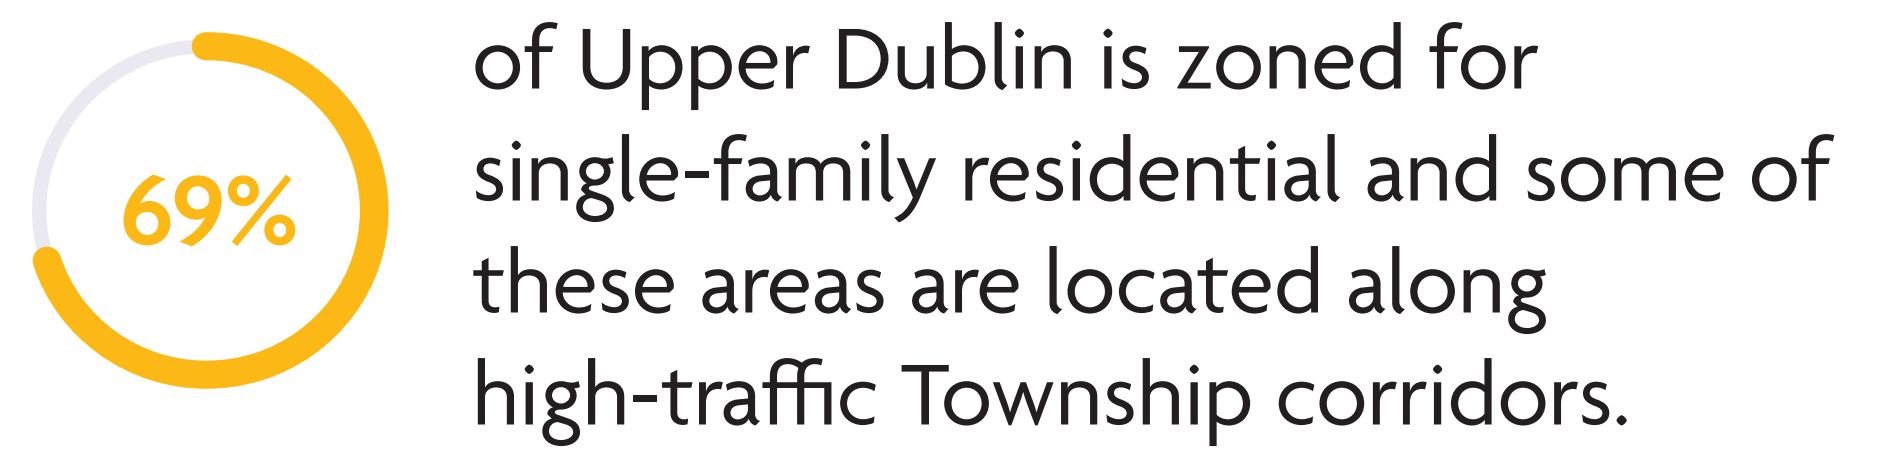 69%
of Upper Dublin is zoned for
single-family residential and some of
these areas are located along
high-traffic Township corridors.